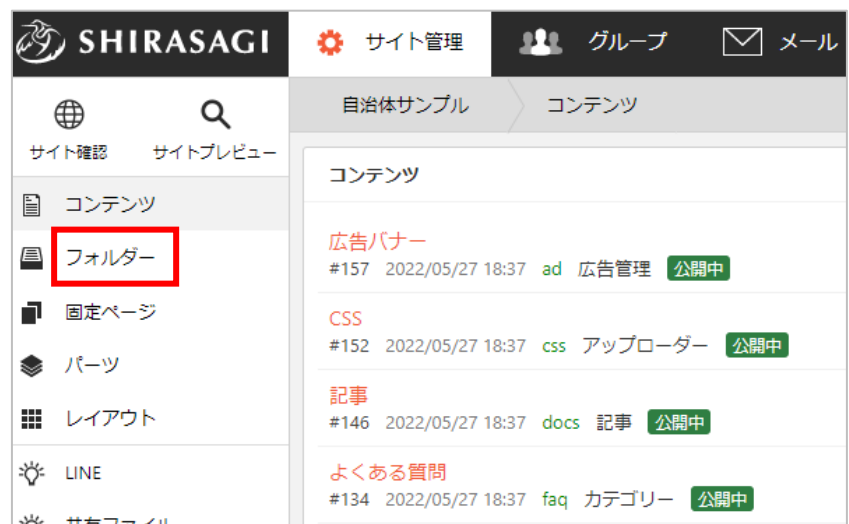 SHIRASAGI
サイト管理
グループ
メール
サイト確認
サイトプレビュー
自治体サンプル
コンテンツ
コンテンツ
フォルダー
固定ページ
パーツ
レイアウト
LINE
コンテンツ
広告バナー
#157 2022/05/27 18:37 ad 広告管理 公開中
CSS
#152 2022/05/27 18:37 css アップローダー 公開中
記事
#146 2022/05/27 18:37 docs 記事 公開中
よくある質問
#134 2022/05/27 18:37 faq カテゴリー 公開中